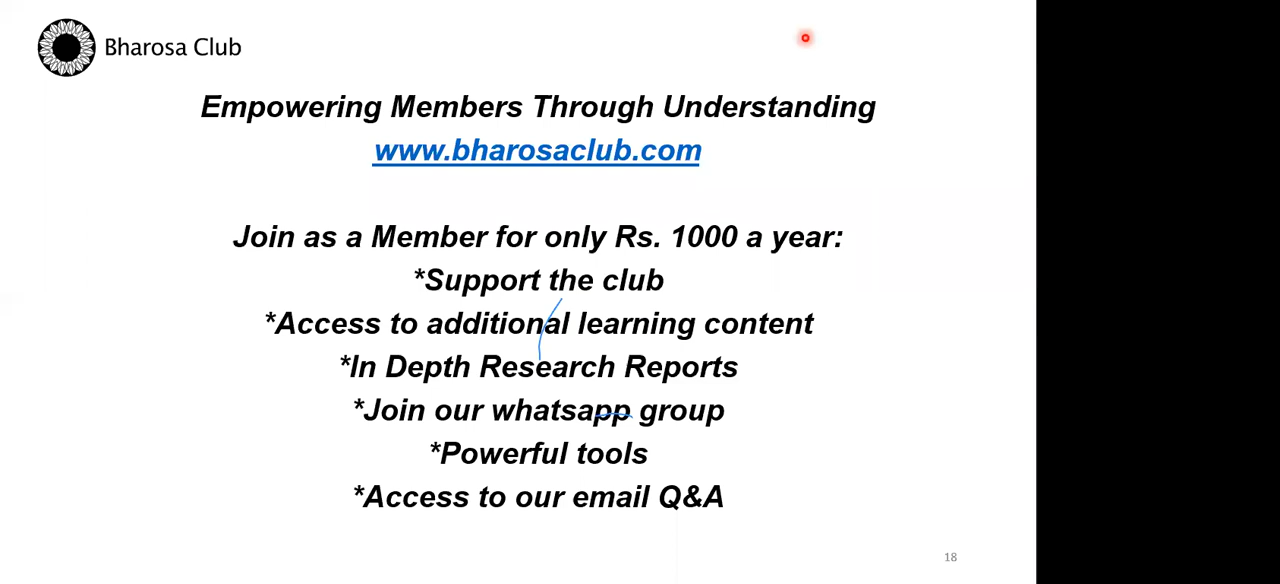 Bharosa Club
Empowering Members Through Understanding
www.bharosaclub.com
Join as a Member for only Rs. 1000 a year:
*Support the club
*Access to additional learning content
*In Depth Research Reports
*Join our whatsapp group
*Powerful tools
*Access to our email Q&A
18